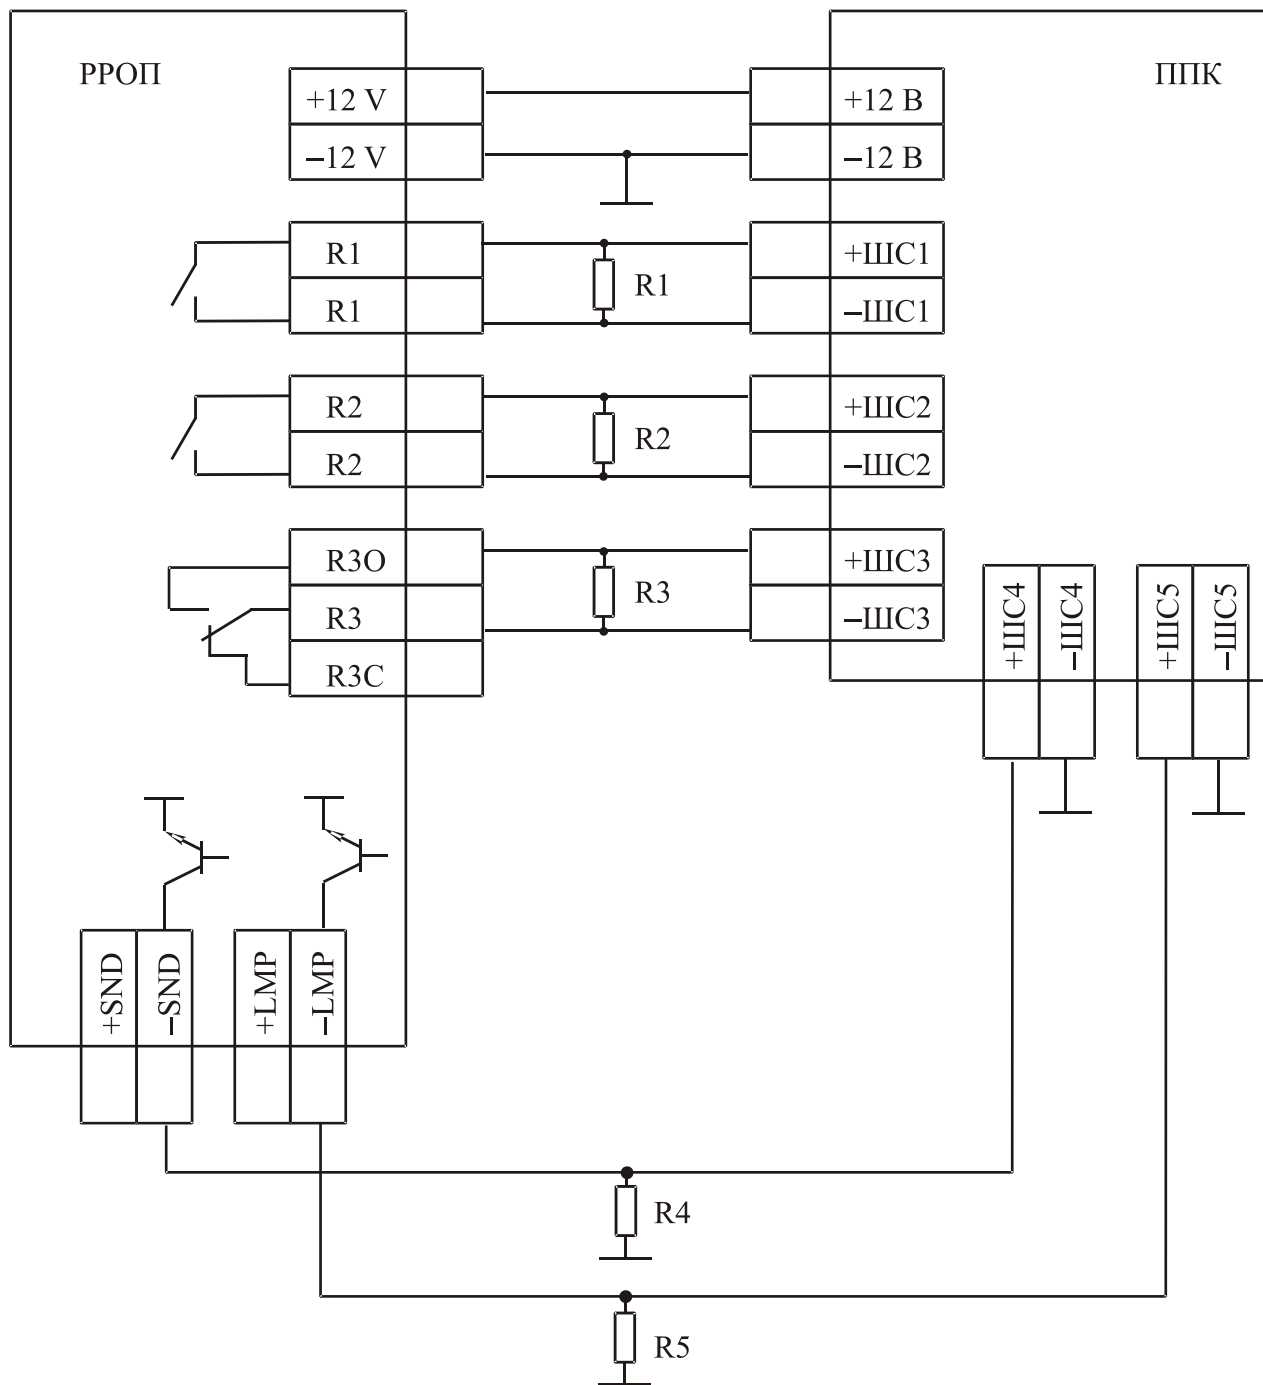 РРОП
ППК
+12 V
–12 V
+12 В
–12 В
R1
R1
R1
+ШС1
–ШС1
R2
R2
R2
+ШС2
–ШС2
R3O
R3
R3C
R3
+ШС3
–ШС3
+ШС4
–ШС4
+ШС5
–ШС5
+SND
–SND
+LMP
–LMP
R4
R5